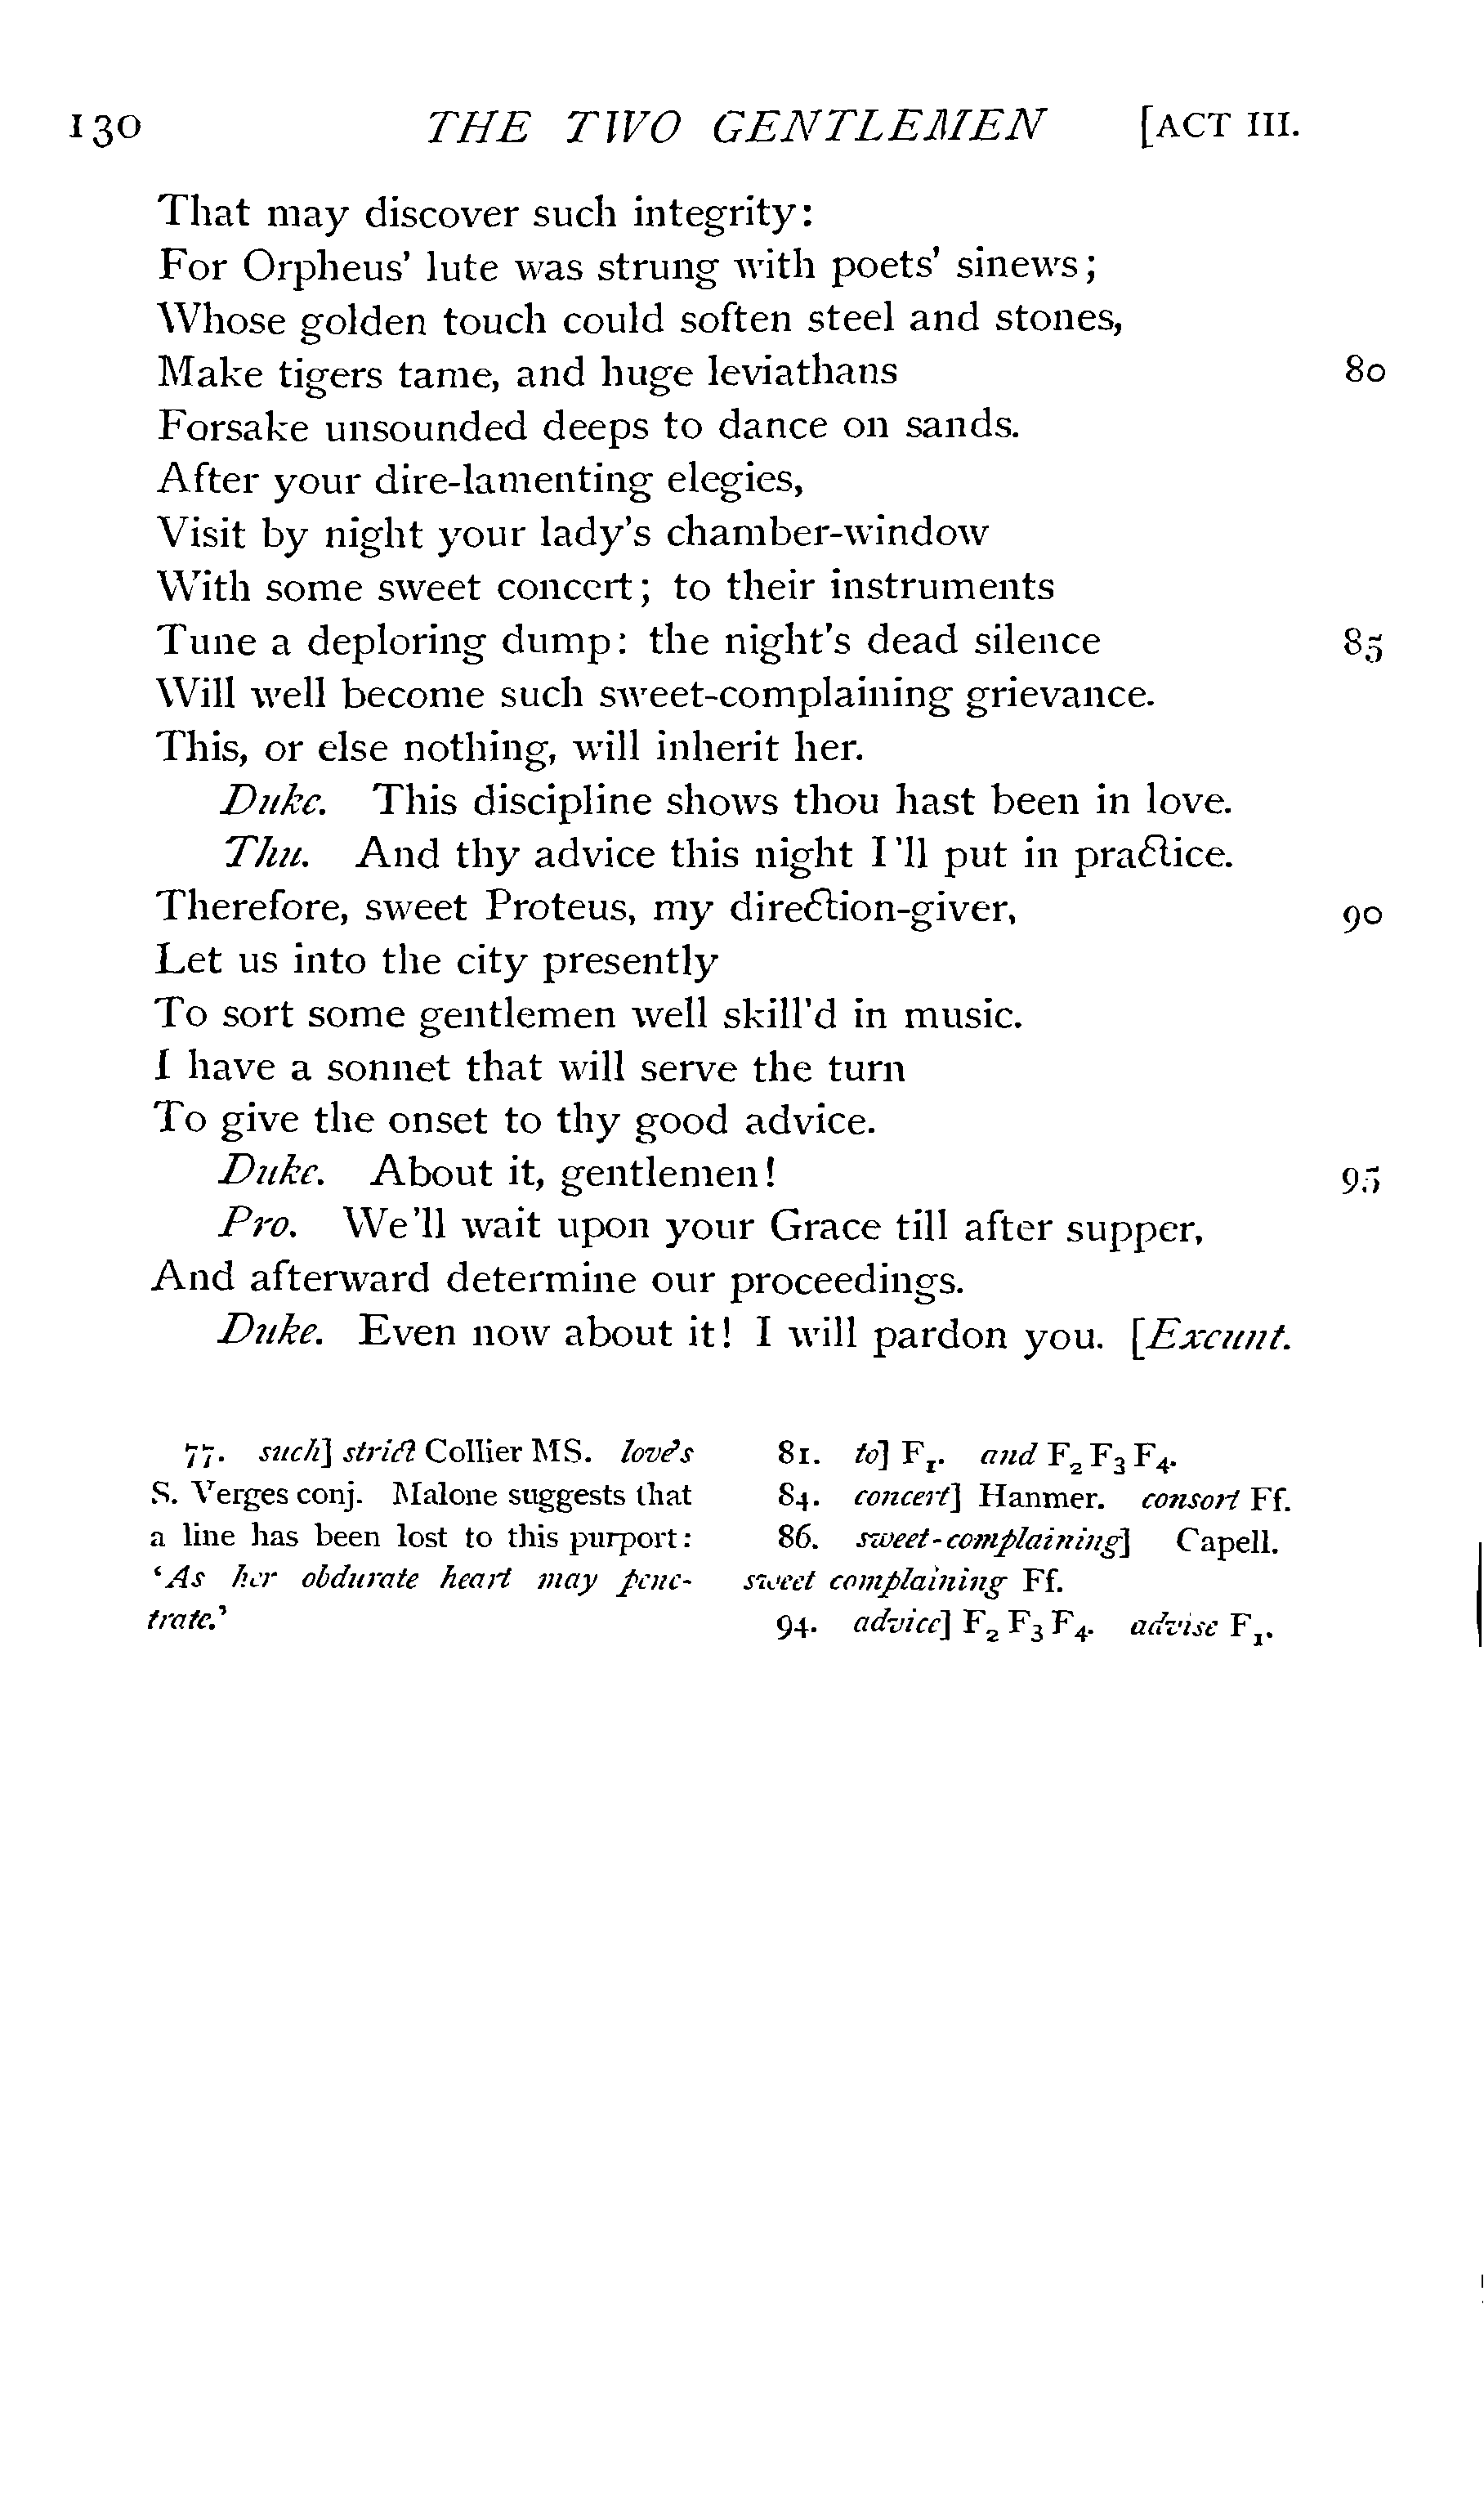 130 THE TWO GENTLEMEN [ACT III.
That may discover such integrity:
For Orpheus' lute was strung with poets' sinews;
Whose golden touch could soften steel and stones,
Make tigers tame, and huge leviathans 80
Forsake unsounded deeps to dance on sands.
After your dire-lamenting elegies,
Visit by night your lady's chamber-window
With some sweet concert; to their instruments
Tune a deploring dump: the night's dead silence 85
Will well become such sweet-complaining grievance.
This, or else nothing, will inherit her.
Duke. This discipline shows thou hast been in love.
Thu. And thy advice this night I'll put in practice.
Therefore, sweet Proteus, my direction-giver, 90
Let us into the city presently
To sort some gentlemen well skill'd in music.
I have a sonnet that will serve the turn
To give the onset to thy good advice.
Duke. About it, gentlemen! 95
Pro. We'll wait upon your Grace till after supper,
And afterward determine our proceedings.
Duke. Even now about it! I will pardon you. [Exeunt.
77. such] strict Collier MS. love's
S. Verges conj. Malone suggests that
a line has been lost to this purport:
'As her obdurate heart may pene-
trate.'
81. to] F1. and F2 F3 F4.
84. concert] Hanmer. consort Ff.
86. sweet-complaining] Capell.
sweet complaining Ff.
94. advice] F2 F3 F4. advise F1.